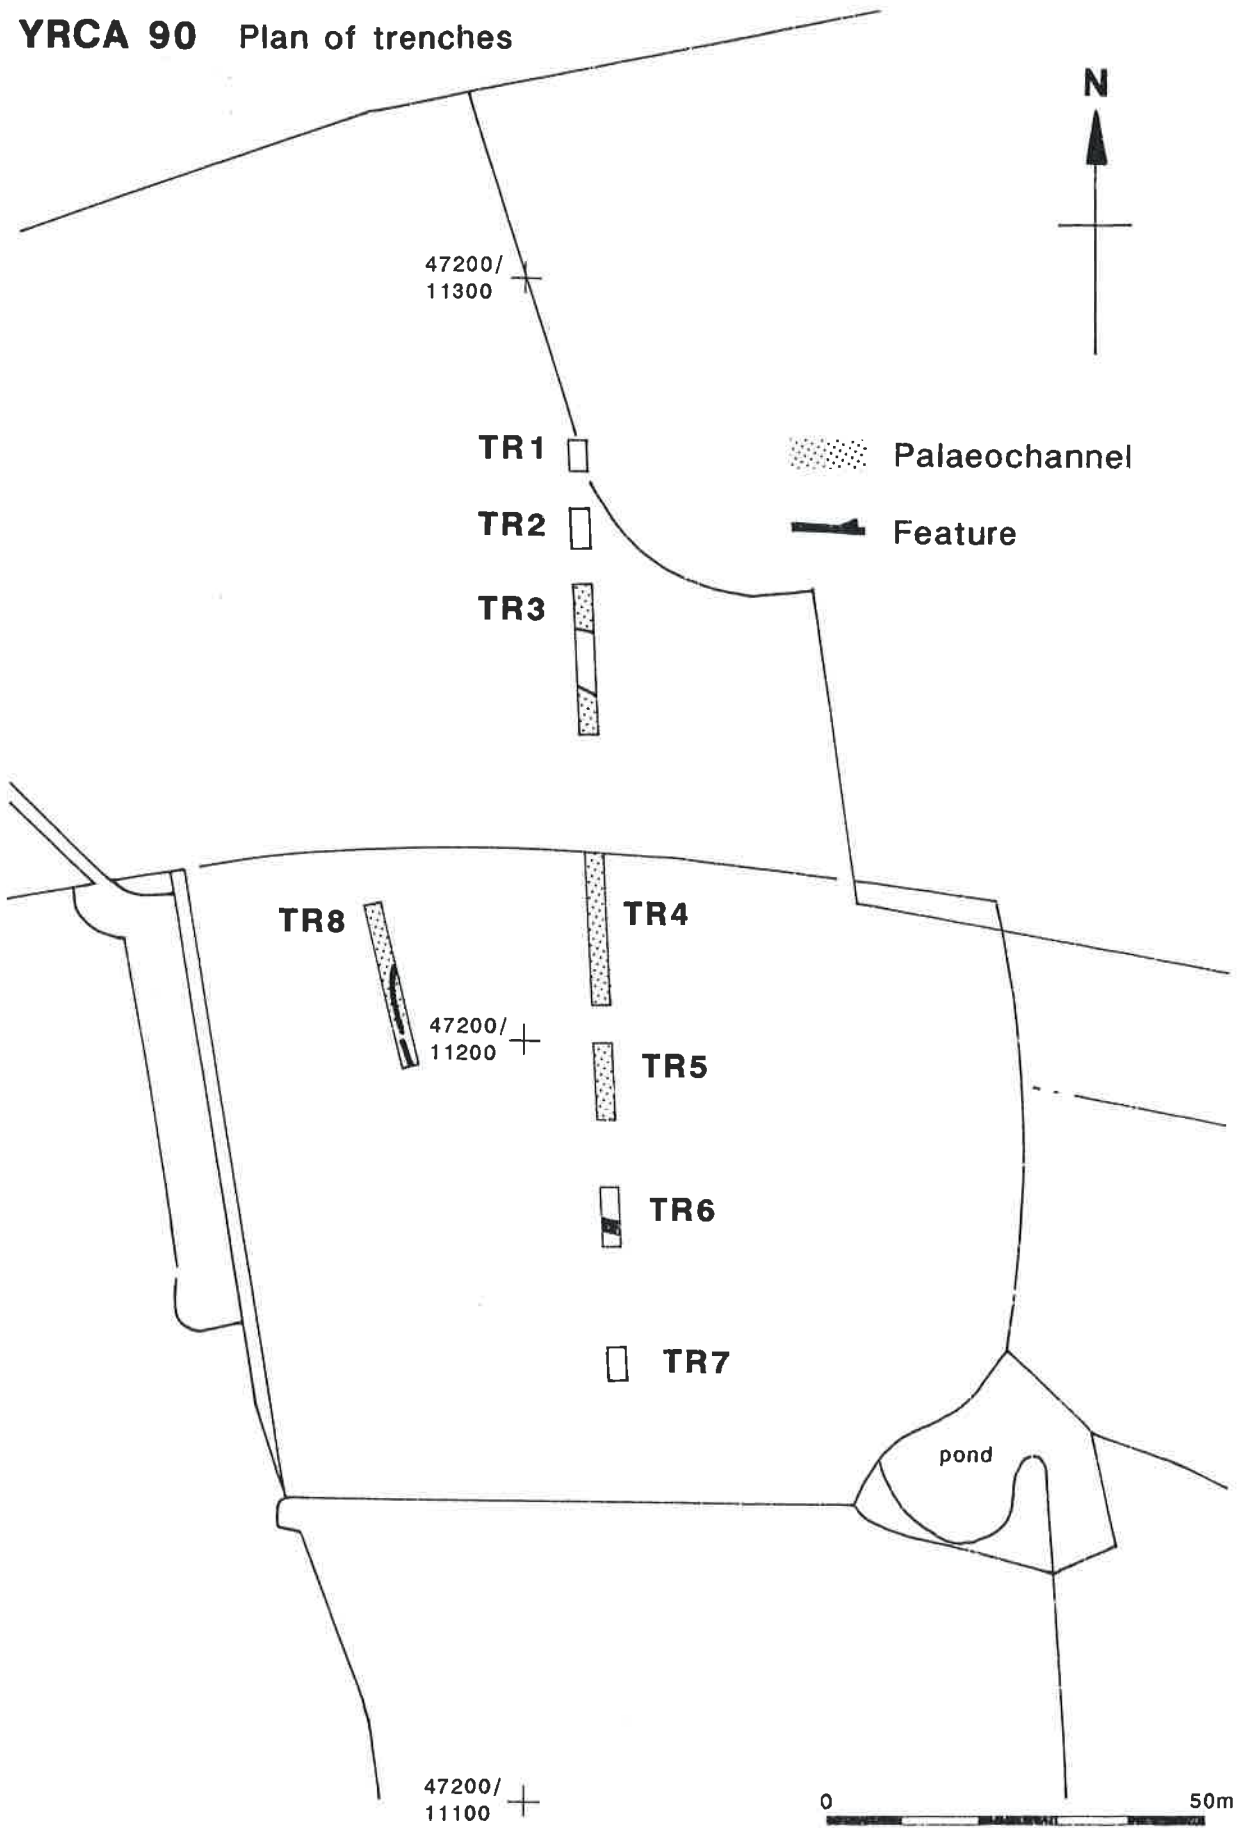 YRCA 90 Plan of trenches
N
47200/
11300
TR1
Palaeochannel
TR2
Feature
TR3
TR8
TR4
47200/
11200
TR5
TR6
TR7
pond
47200/
11100
0 50m